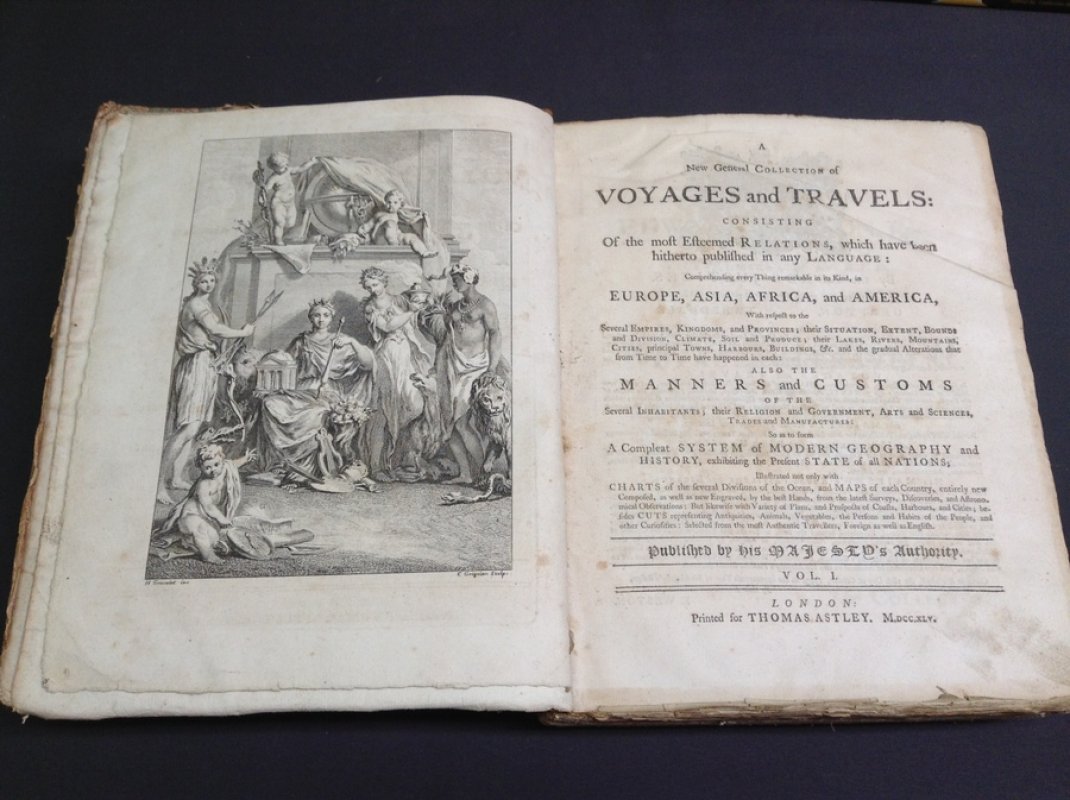 H Gravelot inv
C Grignion Sculp.
A
New General COLLECTION of
VOYAGES and TRAVELS:
CONSISTING
Of the moſt Eſteemed RELATIONS, which have been
hitherto publiſhed in any LANGUAGE:
Comprehending every Thing remarkable in its Kind, in
EUROPE, ASIA, AFRICA, and AMERICA,
With reſpect to the
Several EMPIRES, KINGDOMS, and PROVINCES; their SITUATION, EXTENT, BOUNDS
and DIVISION, CLIMATE, SOIL and PRODUCE; their LAKES, RIVERS, MOUNTAINS,
CITIES, principal TOWNS, HARBOURS, BUILDINGS, &c. and the gradual Alterations that
from Time to Time have happened in each:
ALSO THE
MANNERS and CUSTOMS
OF THE
Several INHABITANTS; their RELIGION and GOVERNMENT, ARTS and SCIENCES,
TRADES and MANUFACTURES:
So as to form
A Compleat SYSTEM of MODERN GEOGRAPHY and
HISTORY, exhibiting the Preſent STATE of all NATIONS;
Illuſtrated not only with
CHARTS of the ſeveral Diviſions of the Ocean, and MAPS of each Country, entirely new
Compoſed, as well as new Engraved, by the beſt Hands, from the lateſt Surveys, Diſcoveries, and Aſtrono-
mical Obſervations: But likewiſe with Variety of Plans, and Proſpects of Coaſts, Harbours, and Cities; be-
ſides CUTS repreſenting Antiquities, Animals, Vegetables, the Perſons and Habits of the People, and
other Curioſities: Selected from the moſt Authentic Travellers, Foreign as well as Engliſh.
Publiſhed by His MAJESTY's Authority.
VOL. I.
LONDON:
Printed for THOMAS ASTLEY. M.DCC.XLV.